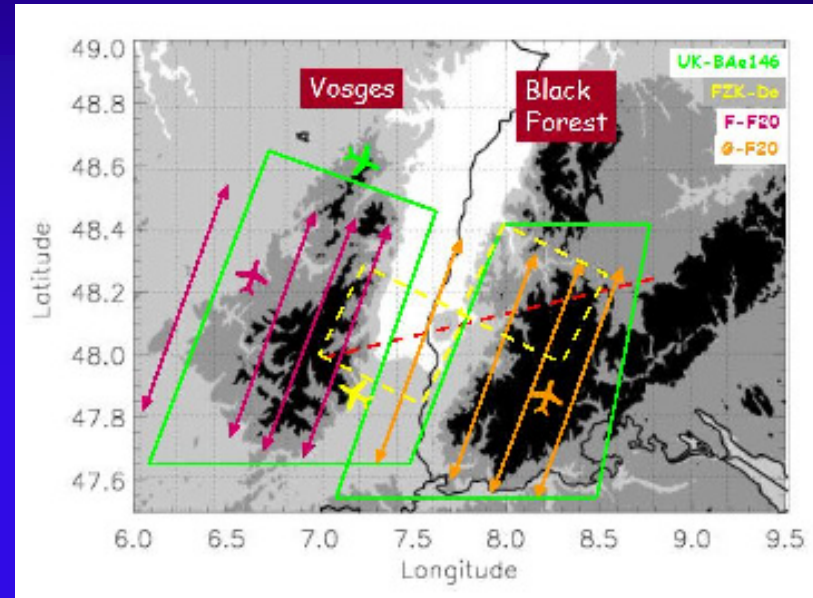 49.0
48.8
48.6
48.4
48.2
48.0
47.8
47.6
Latitude
Vosges
Black
Forest
UK-BAe146
FZK-Do
F-F20
G-F20
6.0 6.5 7.0 7.5 8.0 8.5 9.0 9.5
Longitude